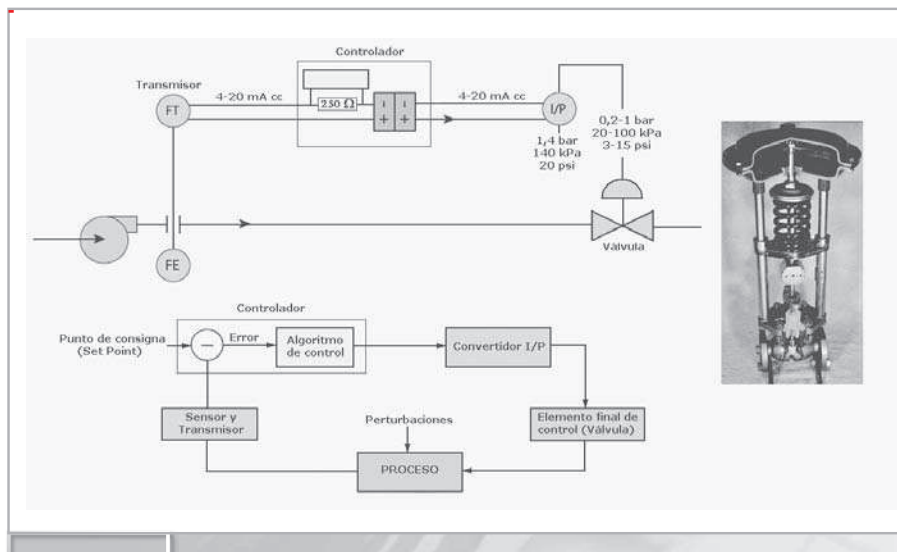 Controlador
Transmisor
4-20 mA cc
250 Ω
4-20 mA cc
FT
I/P
0,2-1 bar
20-100 kPa
3-15 psi
1,4 bar
140 kPa
20 psi
Válvula
FE
Controlador
Punto de consigna
(Set Point)
Error
Algoritmo
de control
Convertidor I/P
Sensor y
Transmisor
Perturbaciones
Elemento final de
control (Válvula)
PROCESO